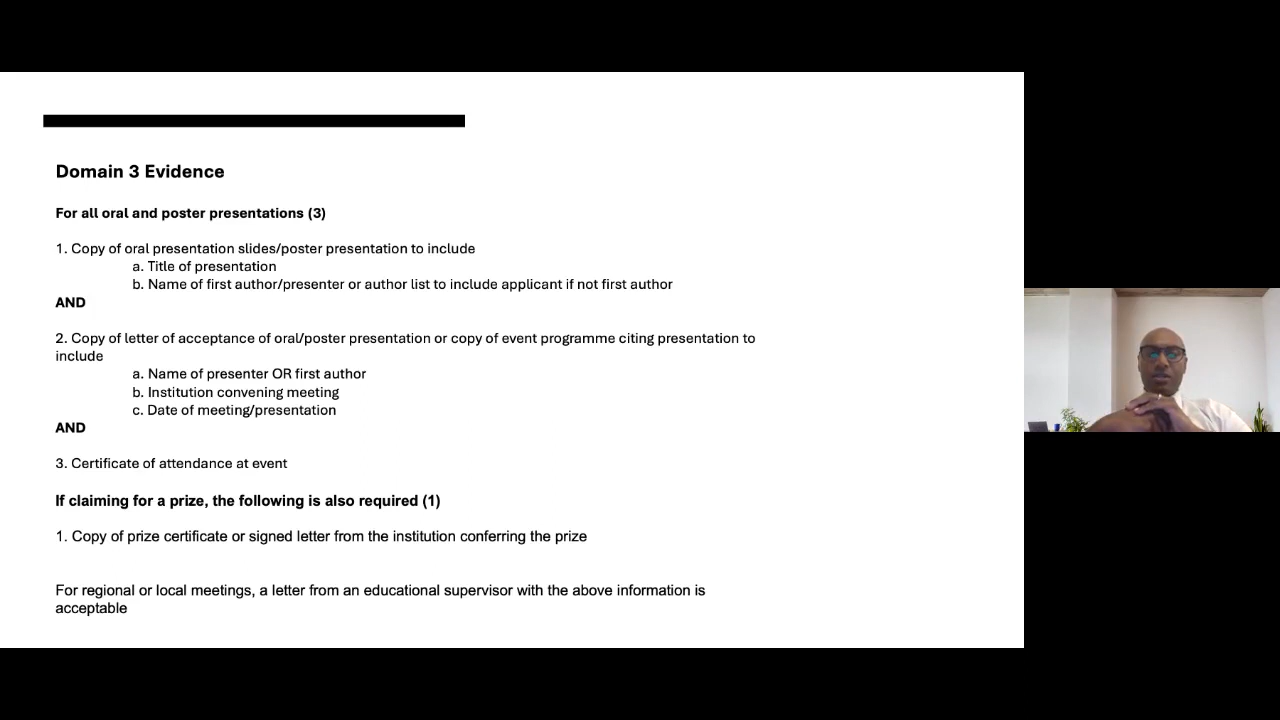 Domain 3 Evidence
For all oral and poster presentations (3)
1. Copy of oral presentation slides/poster presentation to include
a. Title of presentation
b. Name of first author/presenter or author list to include applicant if not first author
AND
2. Copy of letter of acceptance of oral/poster presentation or copy of event programme citing presentation to
include
a. Name of presenter OR first author
b. Institution convening meeting
c. Date of meeting/presentation
AND
3. Certificate of attendance at event
If claiming for a prize, the following is also required (1)
1. Copy of prize certificate or signed letter from the institution conferring the prize
For regional or local meetings, a letter from an educational supervisor with the above information is
acceptable